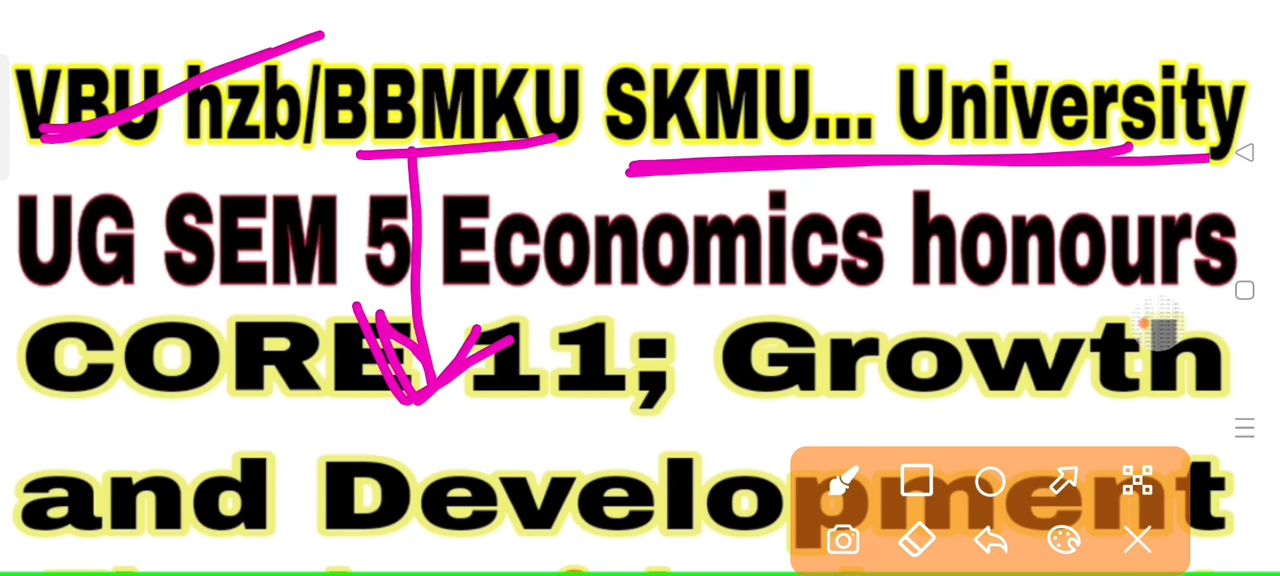 VBU hzb/BBMKU SKMU... University
UG SEM 5 Economics honours
CORE 11; Growth
and Development